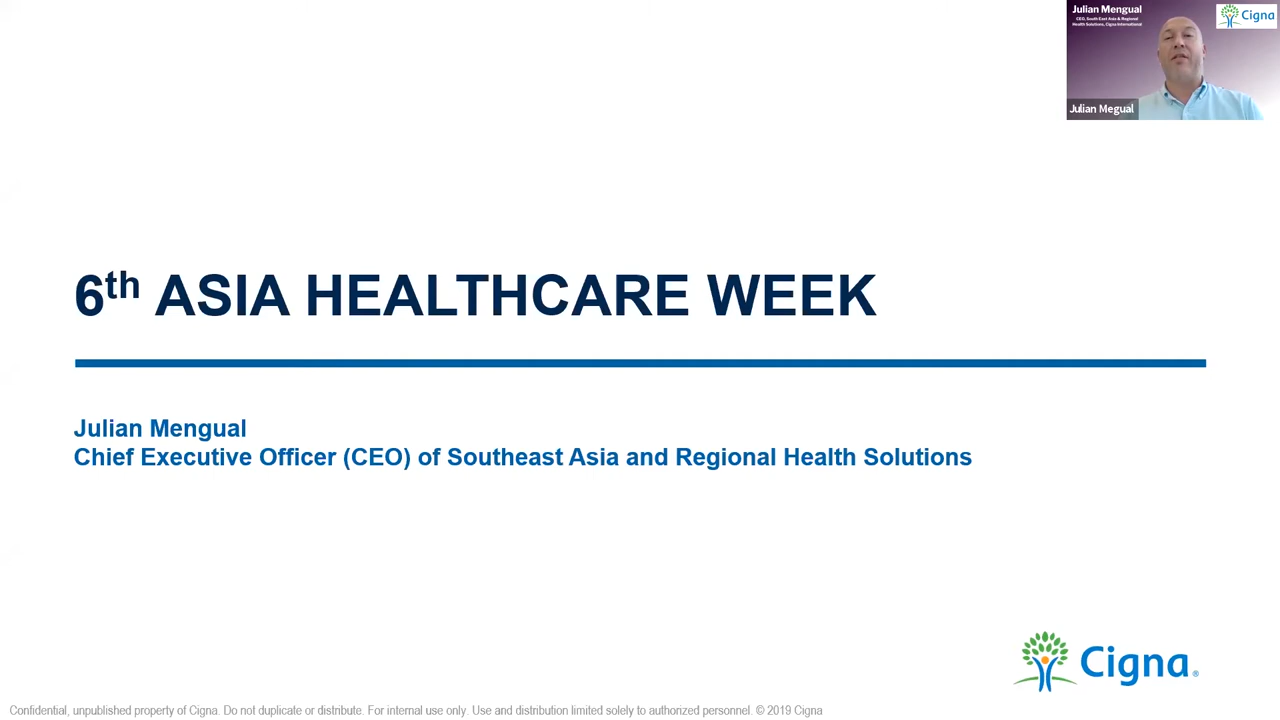 Julian Mengual
CEO, South East Asia & Regional
Health Solutions, Cigna International
Cigna
Julian Megual
6th ASIA HEALTHCARE WEEK
Julian Mengual
Chief Executive Officer (CEO) of Southeast Asia and Regional Health Solutions
Cigna®
Confidential, unpublished property of Cigna. Do not duplicate or distribute. For internal use only. Use and distribution limited solely to authorized personnel. © 2019 Cigna